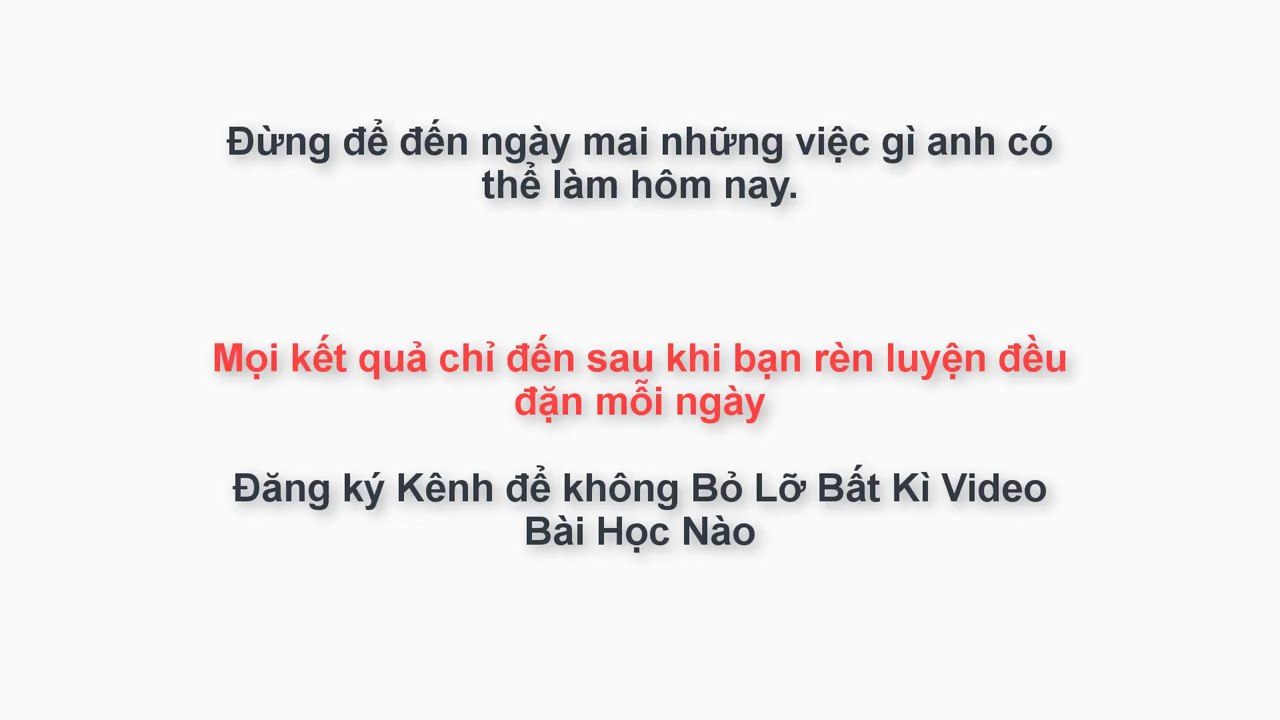 Đừng để đến ngày mai những việc gì anh có
thể làm hôm nay.
Mọi kết quả chỉ đến sau khi bạn rèn luyện đều
đặn mỗi ngày
Đăng ký Kênh để không Bỏ Lỡ Bất Kì Video
Bài Học Nào